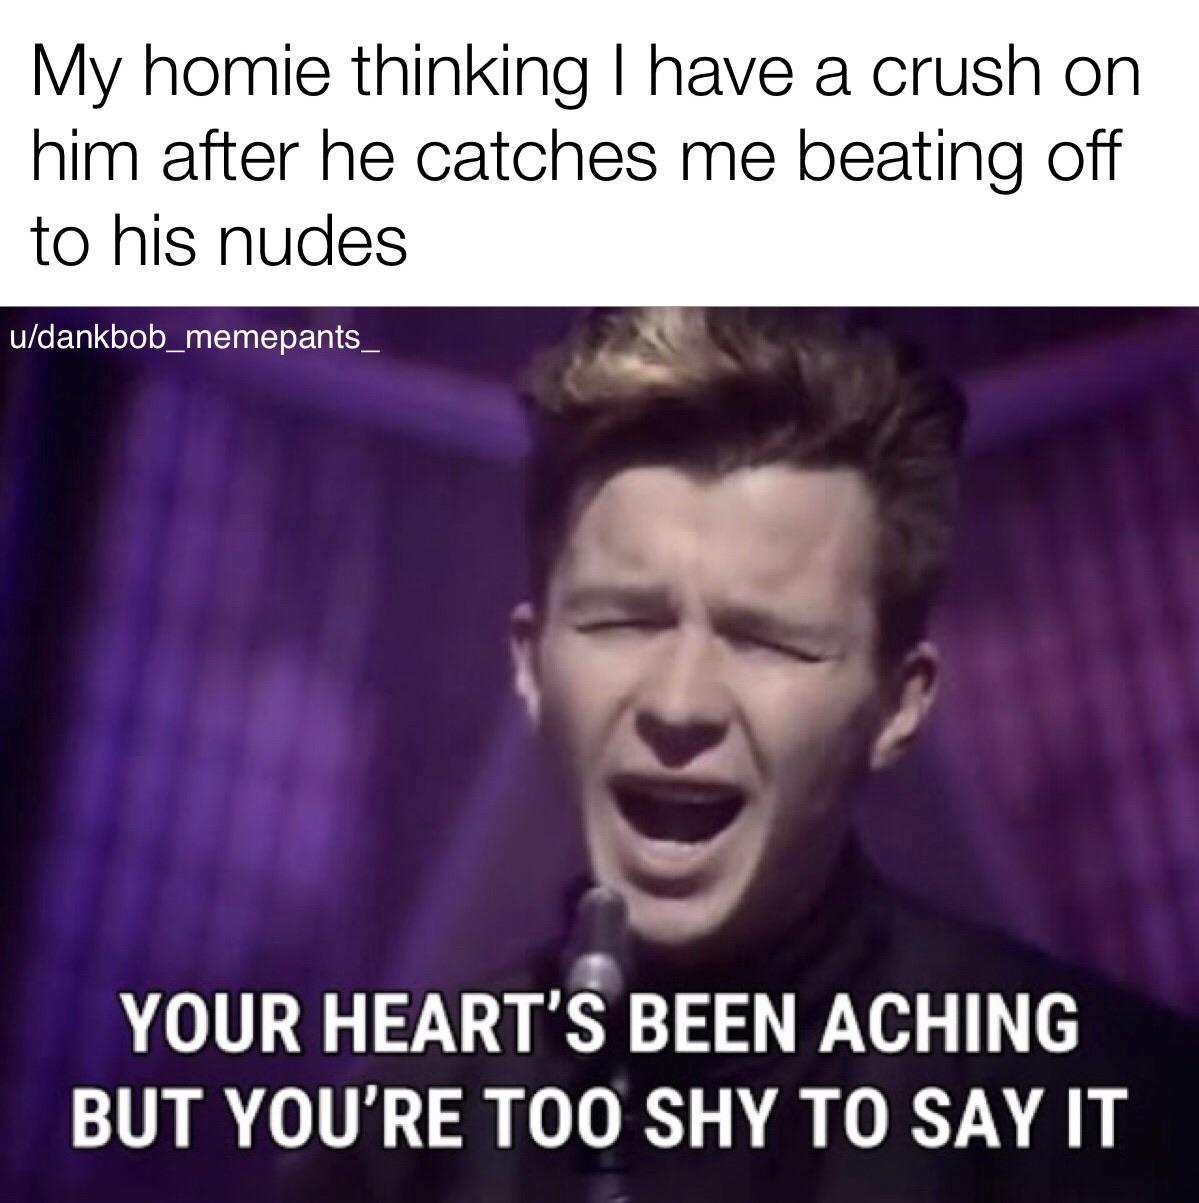 My homie thinking I have a crush on
him after he catches me beating off
to his nudes
u/dankbob_memepants_
YOUR HEART'S BEEN ACHING
BUT YOU'RE TOO SHY TO SAY IT